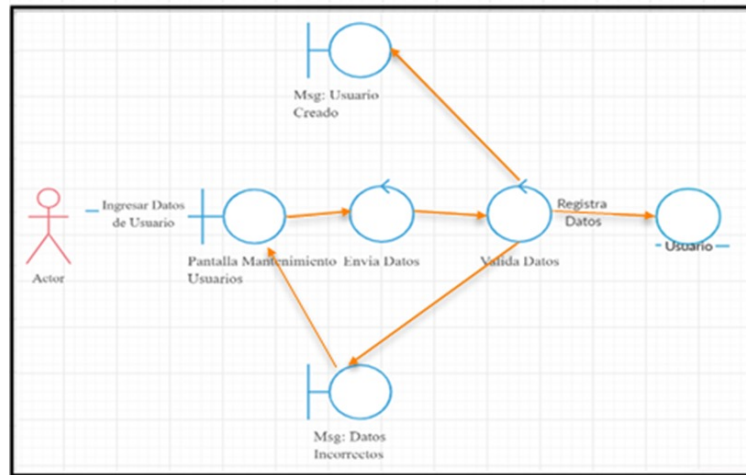 Msg: Usuario
Creado
Ingresar Datos
de Usuario
Registra
Datos
Actor
Pantalla Mantenimiento
Usuarios
Envia Datos
Valida Datos
Usuario
Msg: Datos
Incorrectos